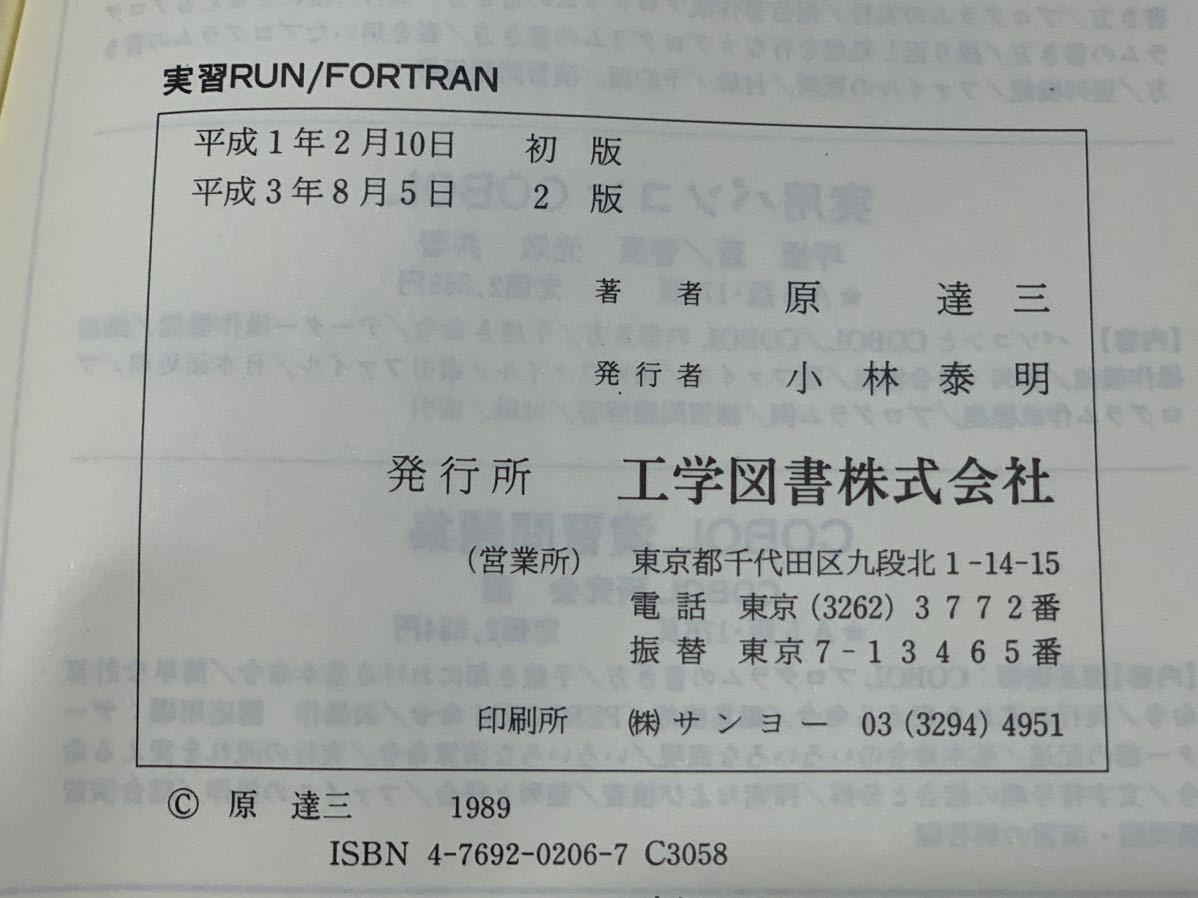 実習RUN/FORTRAN
平成1年2月10日 初版
平成3年8月5日 2版
著者 原達三
発行者 小林泰明
発行所 工学図書株式会社
(営業所) 東京都千代田区九段北1-14-15
電話 東京(3262)3772番
振替 東京7-13465番
印刷所 ㈱サンヨー 03(3294)4951
© 原達三 1989
ISBN 4-7692-0206-7 C3058